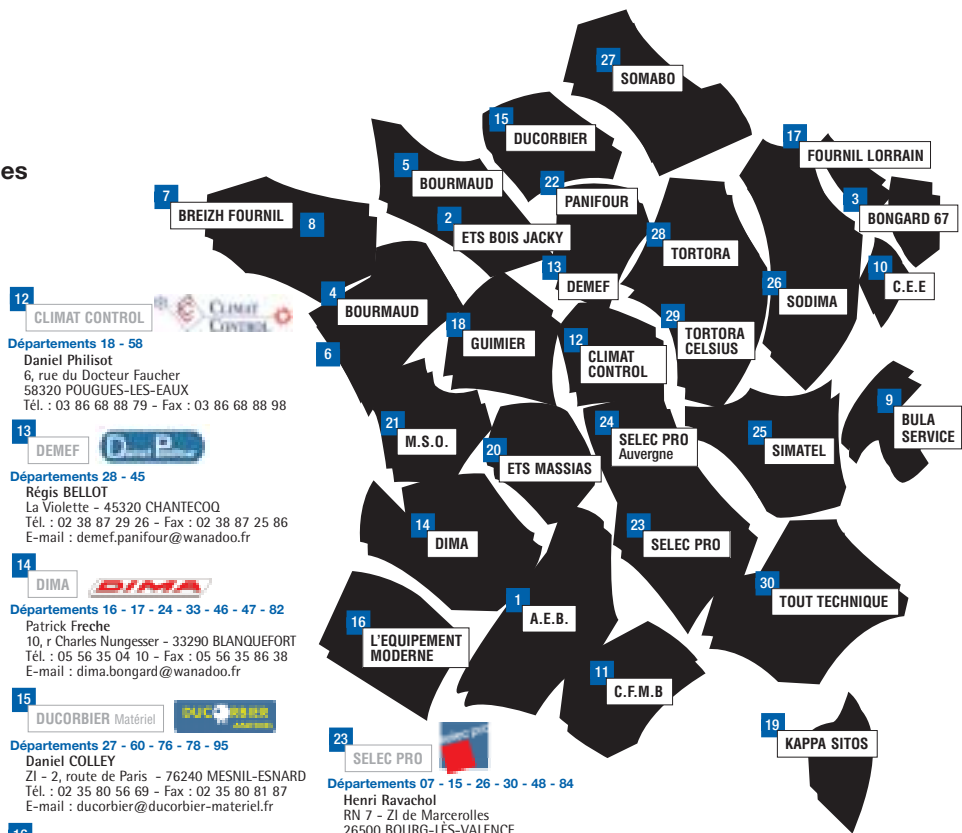 es
27
SOMABO
15
DUCORBIER
17
FOURNIL LORRAIN
5
BOURMAUD
22
PANIFOUR
7
BREIZH FOURNIL
8
2
ETS BOIS JACKY
3
BONGARD 67
28
TORTORA
13
DEMEF
10
C.E.E
26
SODIMA
4
BOURMAUD
6
18
GUIMIER
12
CLIMAT
CONTROL
29
TORTORA
CELSIUS
9
BULA
SERVICE
21
M.S.O.
20
ETS MASSIAS
24
SELEC PRO
Auvergne
25
SIMATEL
14
DIMA
23
SELEC PRO
30
TOUT TECHNIQUE
1
A.E.B.
16
L'EQUIPEMENT
MODERNE
11
C.F.M.B
19
KAPPA SITOS
12
CLIMAT CONTROL
CLIMAT
CONTROL
Départements 18 - 58
Daniel Philisot
6, rue du Docteur Faucher
58320 POUGUES-LES-EAUX
Tél. : 03 86 68 88 79 - Fax : 03 86 68 88 98
13
DEMEF
Départements 28 - 45
Régis BELLOT
La Violette - 45320 CHANTECOQ
Tél. : 02 38 87 29 26 - Fax : 02 38 87 25 86
E-mail : demef.panifour@wanadoo.fr
14
DIMA
DIMA
Départements 16 - 17 - 24 - 33 - 46 - 47 - 82
Patrick Freche
10, r Charles Nungesser - 33290 BLANQUEFORT
Tél. : 05 56 35 04 10 - Fax : 05 56 35 86 38
E-mail : dima.bongard@wanadoo.fr
15
DUCORBIER Matériel
DUCORBIER
Départements 27 - 60 - 76 - 78 - 95
Daniel COLLEY
ZI - 2, route de Paris - 76240 MESNIL-ESNARD
Tél. : 02 35 80 56 69 - Fax : 02 35 80 81 87
E-mail : ducorbier@ducorbier-materiel.fr
16
23
SELEC PRO
selec pro
Départements 07 - 15 - 26 - 30 - 48 - 84
Henri Ravachol
RN 7 - ZI de Marcerolles
26500 BOURG-LÈS-VALENCE